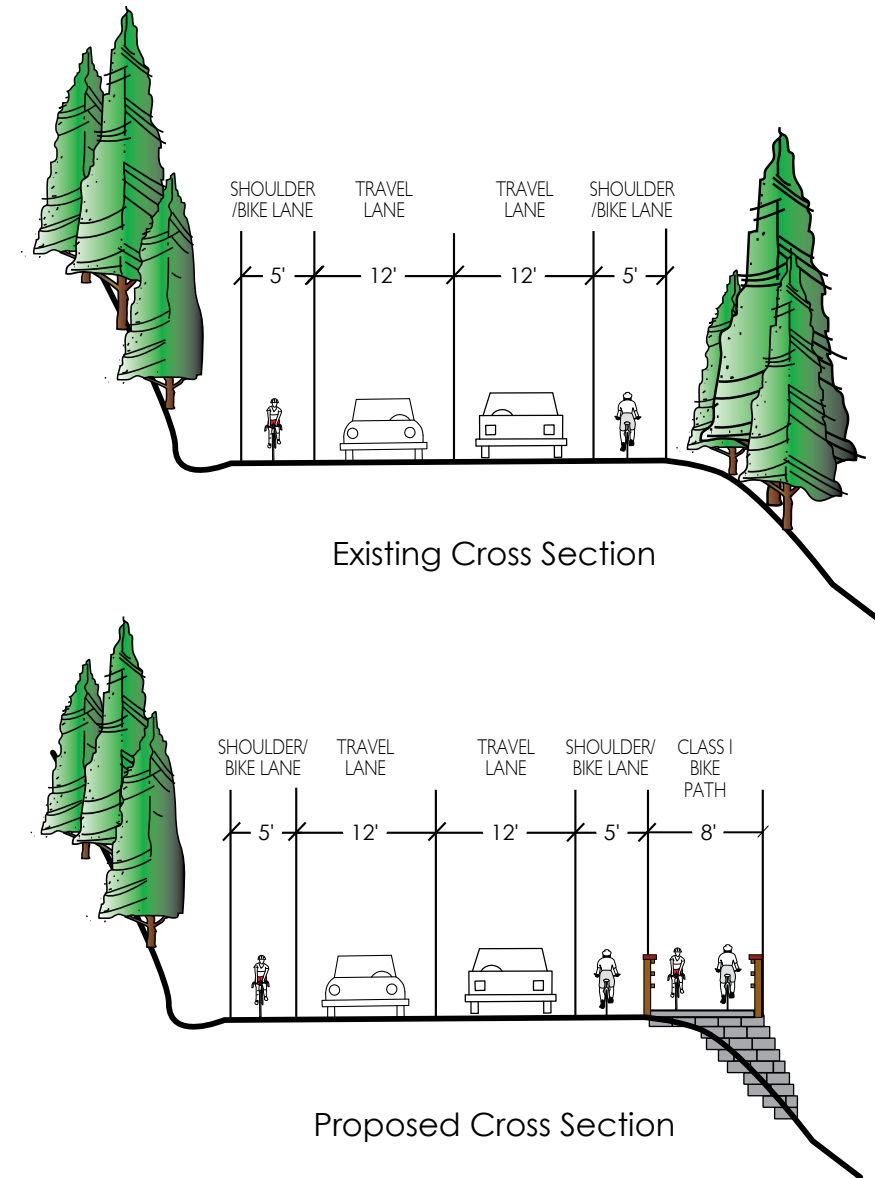 SHOULDER
/BIKE LANE
TRAVEL
LANE
TRAVEL
LANE
SHOULDER
/BIKE LANE
5'
12'
12'
5'
Existing Cross Section
SHOULDER/
BIKE LANE
TRAVEL
LANE
TRAVEL
LANE
SHOULDER/
BIKE LANE
CLASS I
BIKE
PATH
5'
12'
12'
5'
8'
Proposed Cross Section